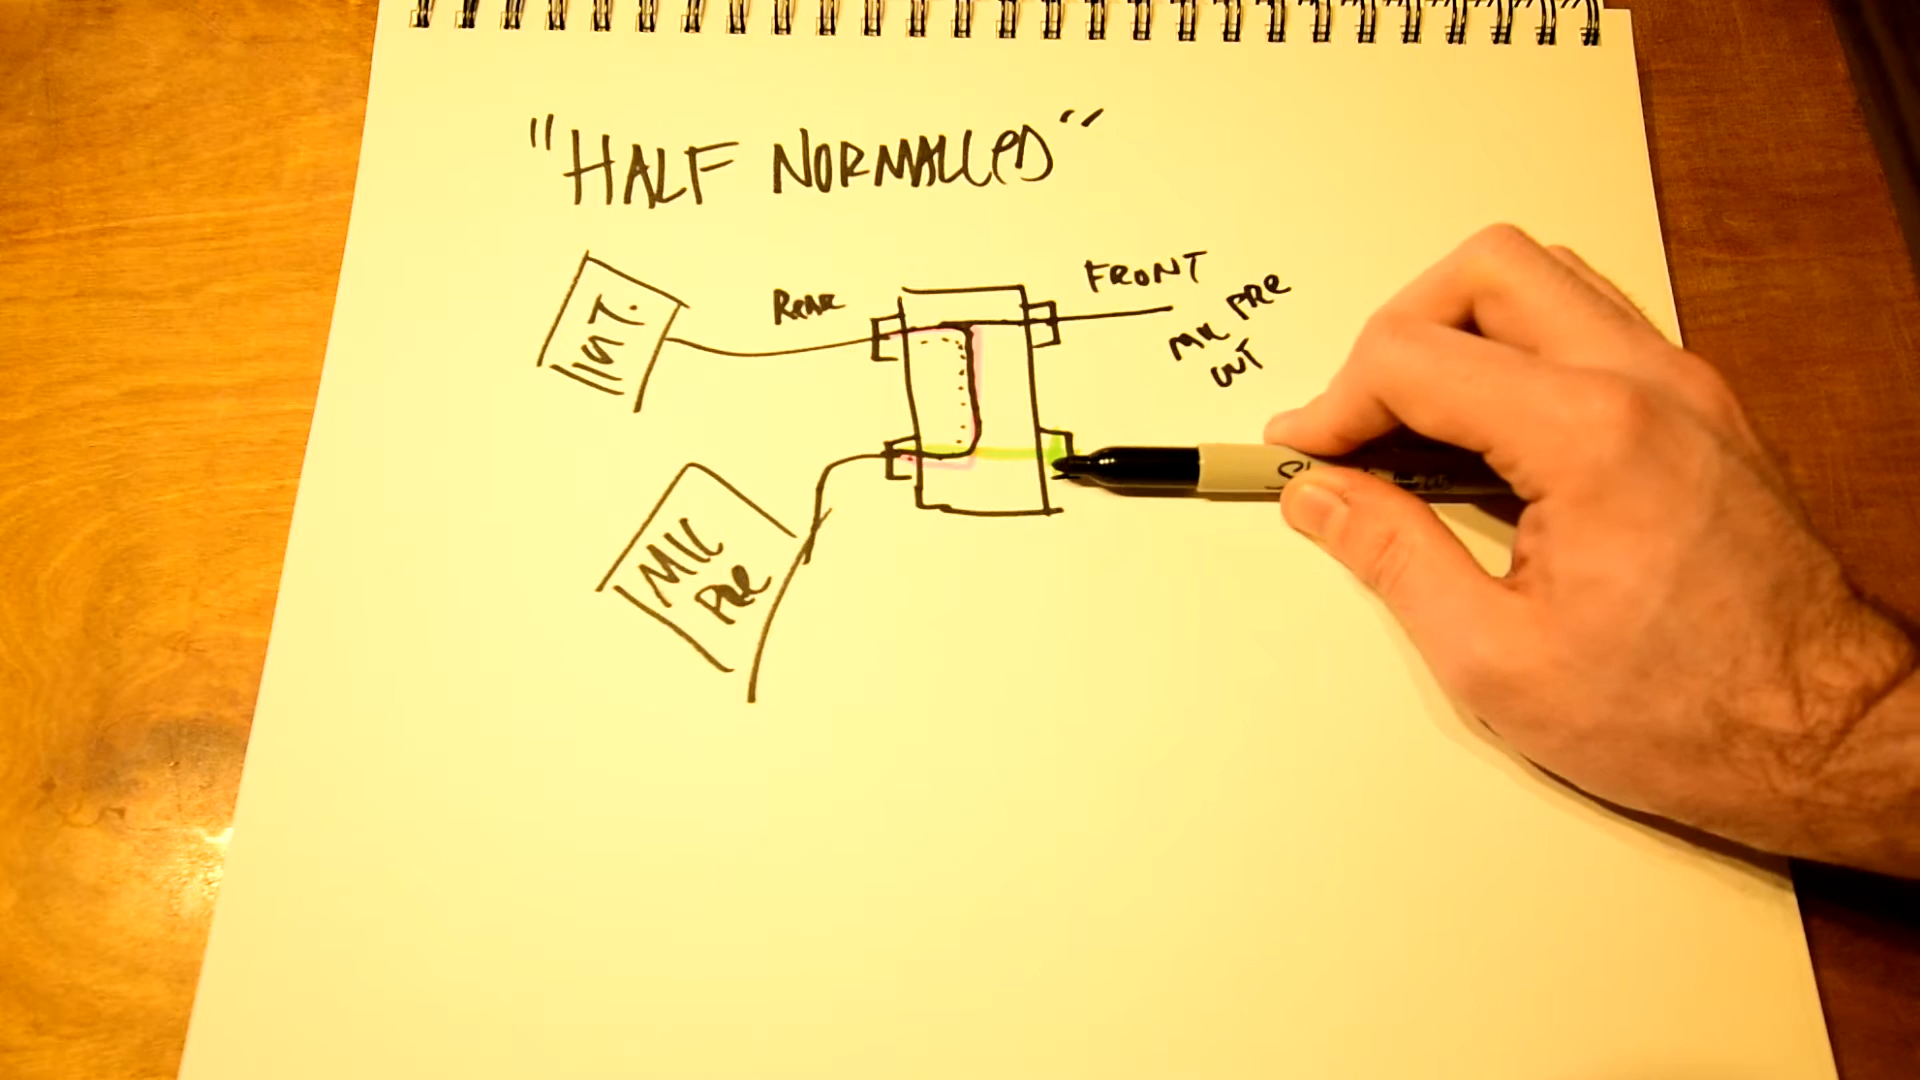 "HALF NORMALLED"
FRONT
REAR
INT.
MIC PRE
OUT
MIC
PRE